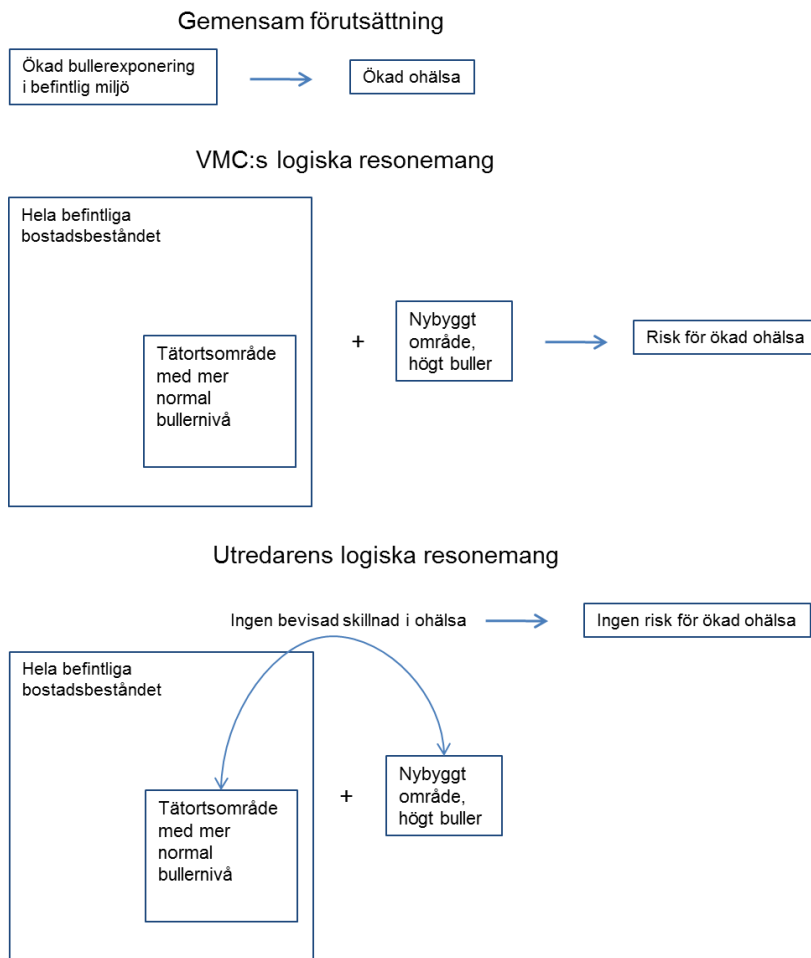 Gemensam förutsättning
Ökad bullerexponering
i befintlig miljö
Ökad ohälsa
VMC:s logiska resonemang
Hela befintliga
bostadsbeståndet
Tätortsområde
med mer
normal
bullernivå
+
Nybyggt
område,
högt buller
Risk för ökad ohälsa
Utredarens logiska resonemang
Ingen bevisad skillnad i ohälsa
Ingen risk för ökad ohälsa
Hela befintliga
bostadsbeståndet
Tätortsområde
med mer
normal
bullernivå
+
Nybyggt
område,
högt buller